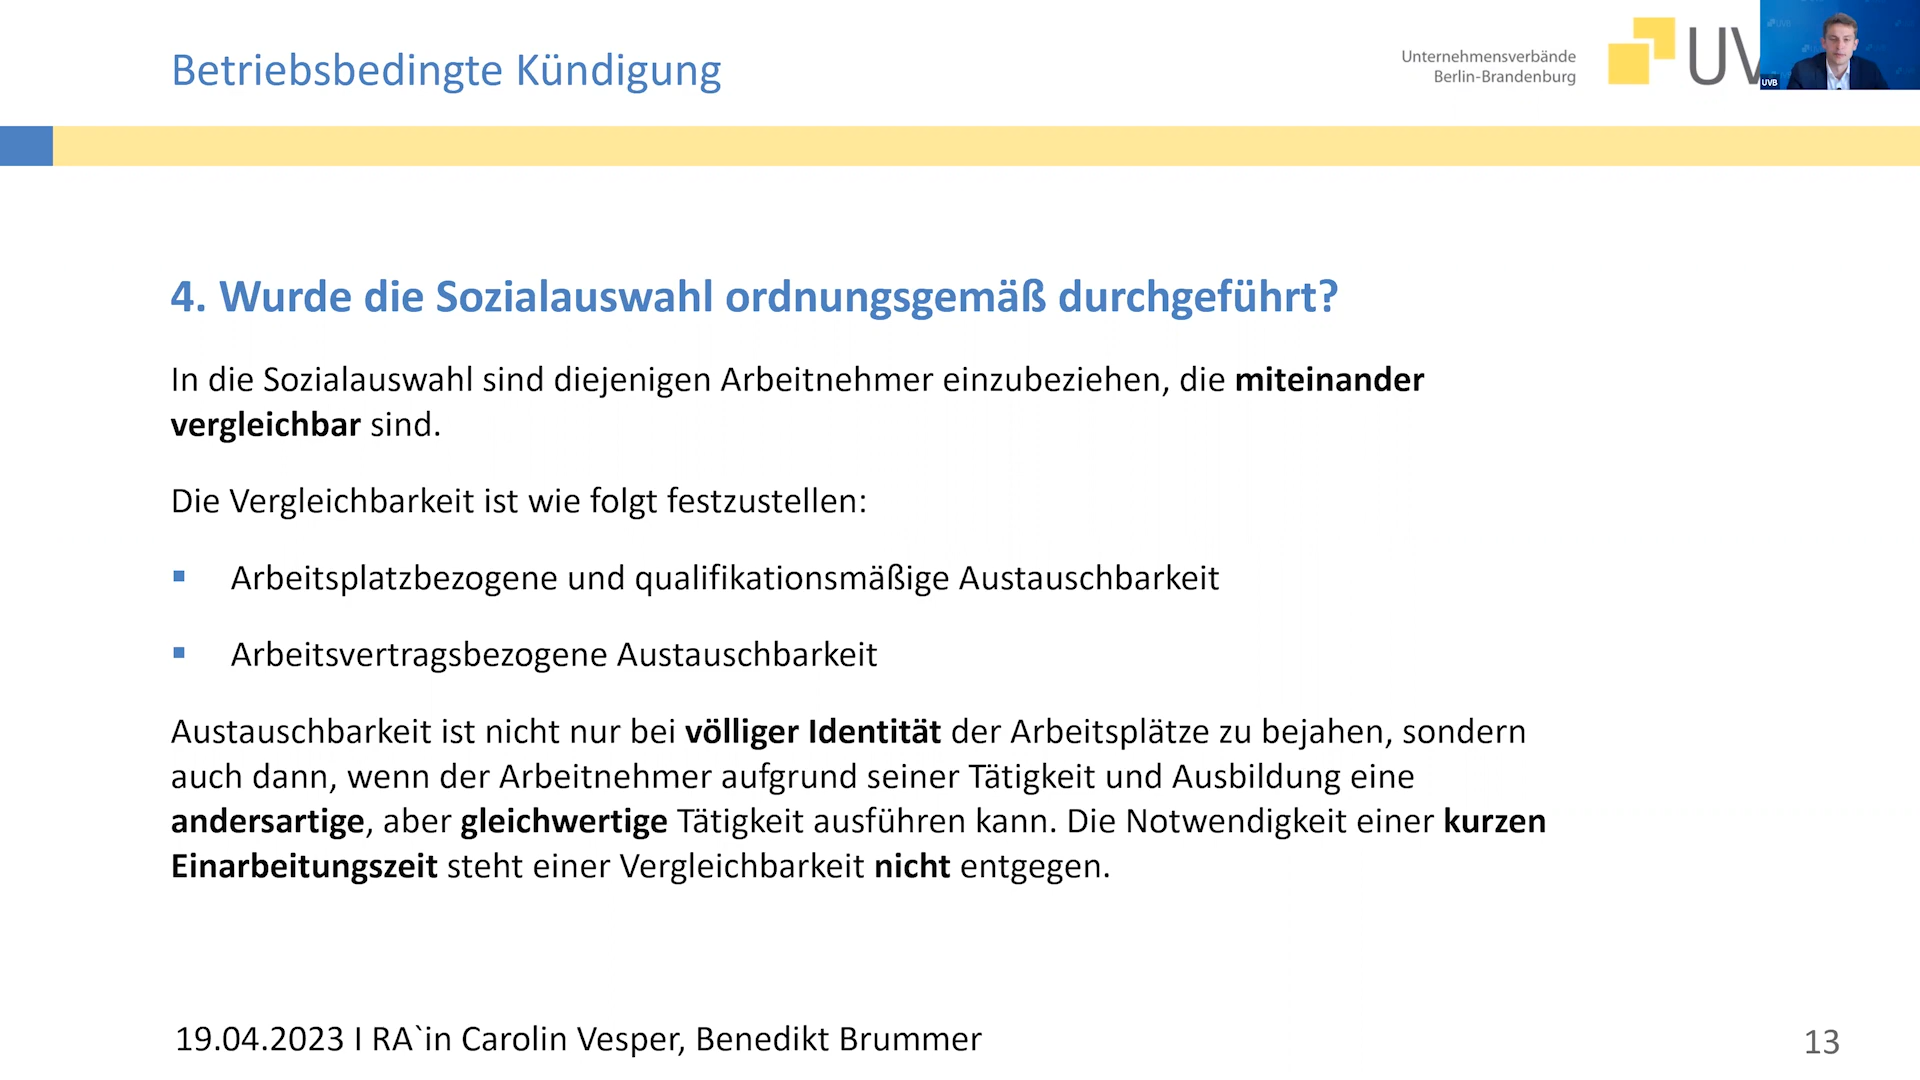 Betriebsbedingte Kündigung
Unternehmensverbände
Berlin-Brandenburg
UV
UVB
4. Wurde die Sozialauswahl ordnungsgemäß durchgeführt?
In die Sozialauswahl sind diejenigen Arbeitnehmer einzubeziehen, die miteinander
vergleichbar sind.
Die Vergleichbarkeit ist wie folgt festzustellen:
▪ Arbeitsplatzbezogene und qualifikationsmäßige Austauschbarkeit
▪ Arbeitsvertragsbezogene Austauschbarkeit
Austauschbarkeit ist nicht nur bei völliger Identität der Arbeitsplätze zu bejahen, sondern
auch dann, wenn der Arbeitnehmer aufgrund seiner Tätigkeit und Ausbildung eine
andersartige, aber gleichwertige Tätigkeit ausführen kann. Die Notwendigkeit einer kurzen
Einarbeitungszeit steht einer Vergleichbarkeit nicht entgegen.
19.04.2023 I RA`in Carolin Vesper, Benedikt Brummer
13